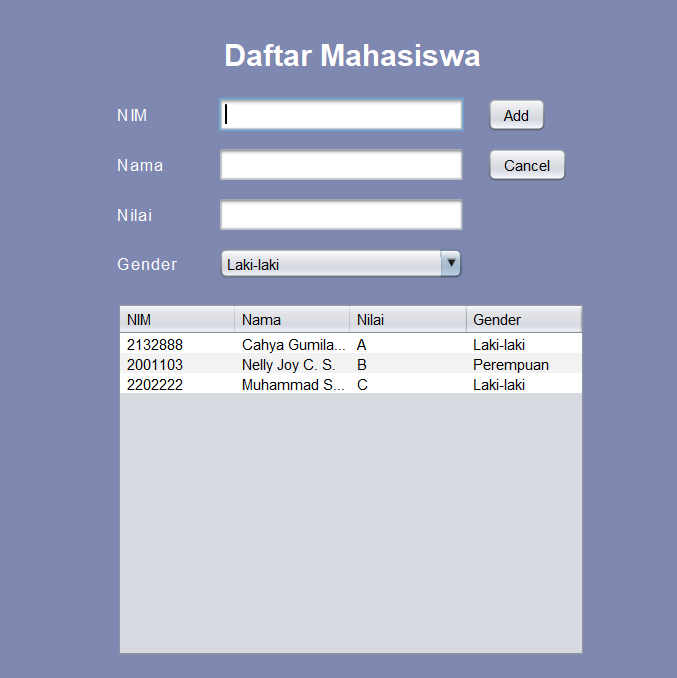 Daftar Mahasiswa
NIM Add
Nama Cancel
Nilai
Gender Laki-laki
NIM Nama Nilai Gender
2132888 Cahya Gumila... A Laki-laki
2001103 Nelly Joy C. S. B Perempuan
2202222 Muhammad S... C Laki-laki